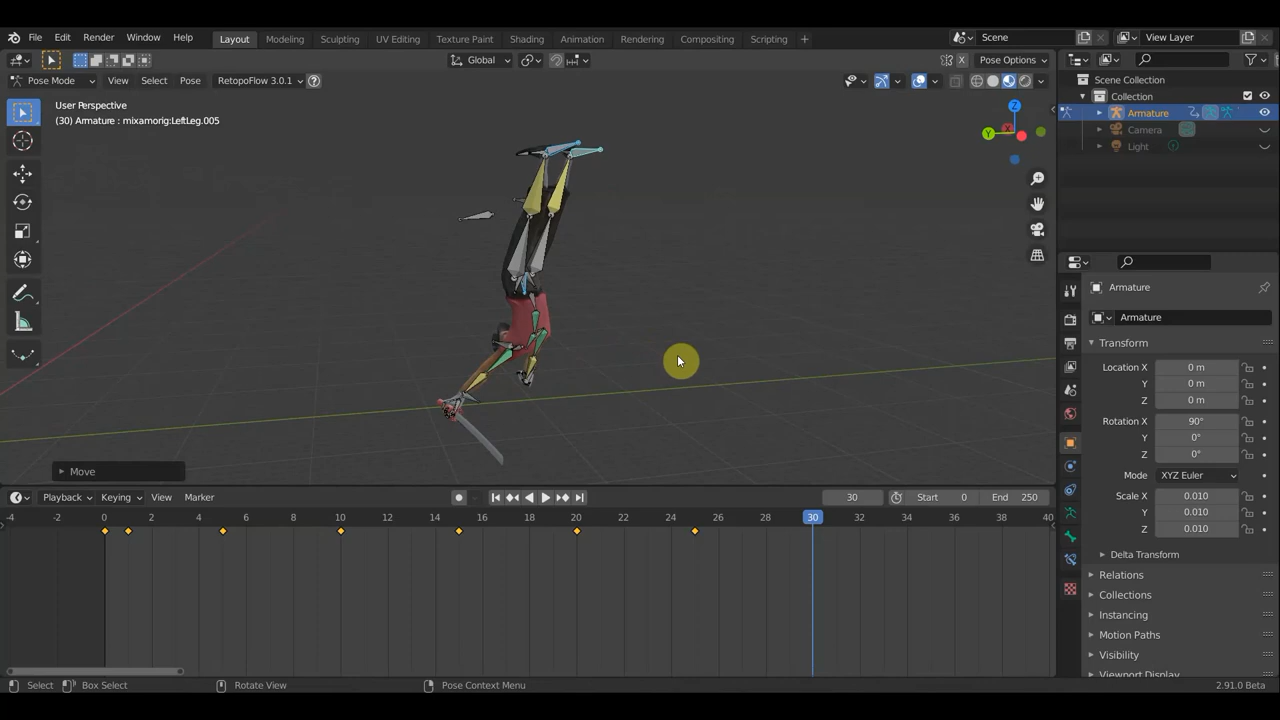 File Edit Render Window Help Layout Modeling Sculpting UV Editing Texture Paint Shading Animation Rendering Compositing Scripting + Scene View Layer
Global X Pose Options
Pose Mode View Select Pose RetopoFlow 3.0.1
User Perspective
(30) Armature : mixamorig:LeftLeg.005
Z
Y
X
Move
Scene Collection
Collection
Armature
Camera
Light
Armature
Armature
Transform
Location X 0 m
Y 0 m
Z 0 m
Rotation X 90°
Y 0°
Z 0°
Mode XYZ Euler
Scale X 0.010
Y 0.010
Z 0.010
Delta Transform
Relations
Collections
Instancing
Motion Paths
Visibility
Viewport Display
Playback Keying View Marker 30 Start 0 End 250
-4 -2 0 2 4 6 8 10 12 14 16 18 20 22 24 26 28 30 32 34 36 38 40
Select Box Select Rotate View Pose Context Menu 2.91.0 Beta